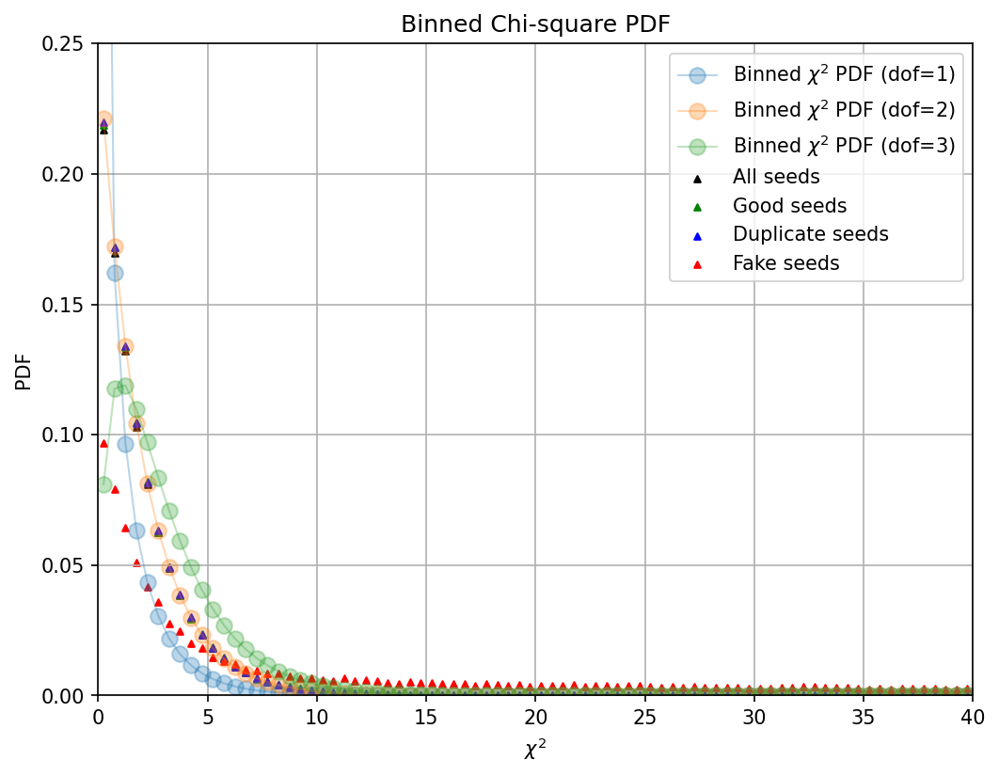 Binned Chi-square PDF
0.25
0.20
0.15
0.10
0.05
0.00
PDF
Binned χ² PDF (dof=1)
Binned χ² PDF (dof=2)
Binned χ² PDF (dof=3)
All seeds
Good seeds
Duplicate seeds
Fake seeds
0 5 10 15 20 25 30 35 40
χ²